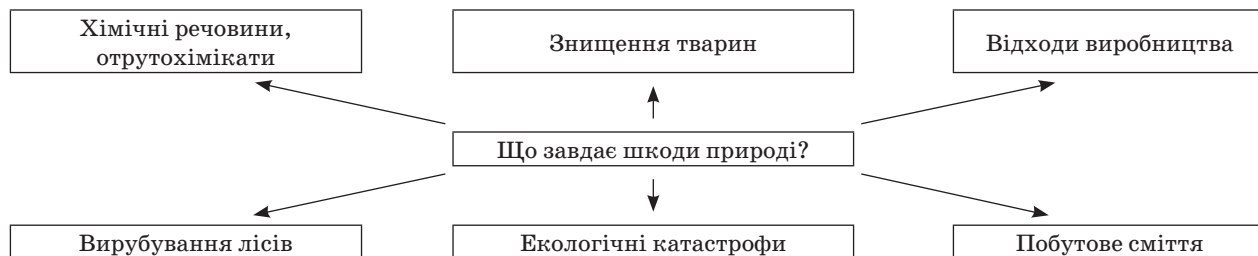 Хімічні речовини,
отрутохімікати
Знищення тварин
Відходи виробництва
Що завдає шкоди природі?
Вирубування лісів
Екологічні катастрофи
Побутове сміття